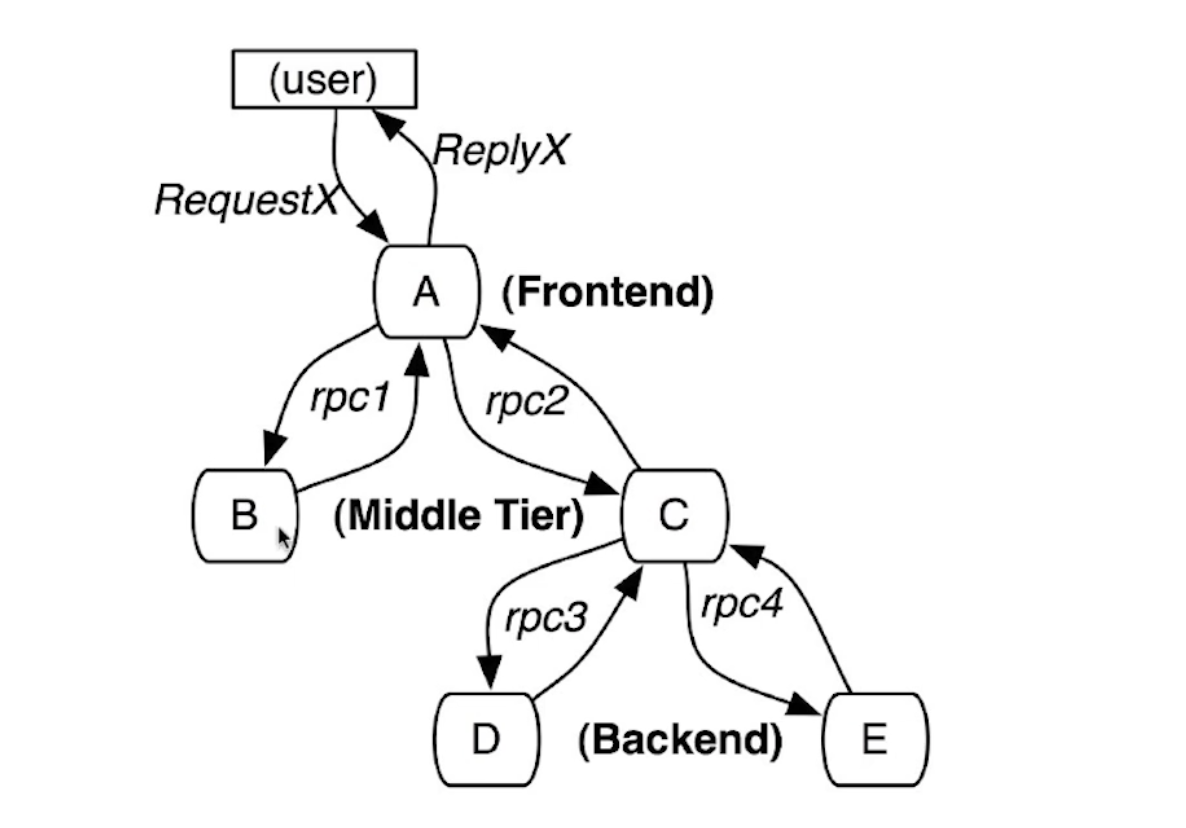 (user)
ReplyX
RequestX
A (Frontend)
rpc1 rpc2
B (Middle Tier) C
rpc3 rpc4
D (Backend) E